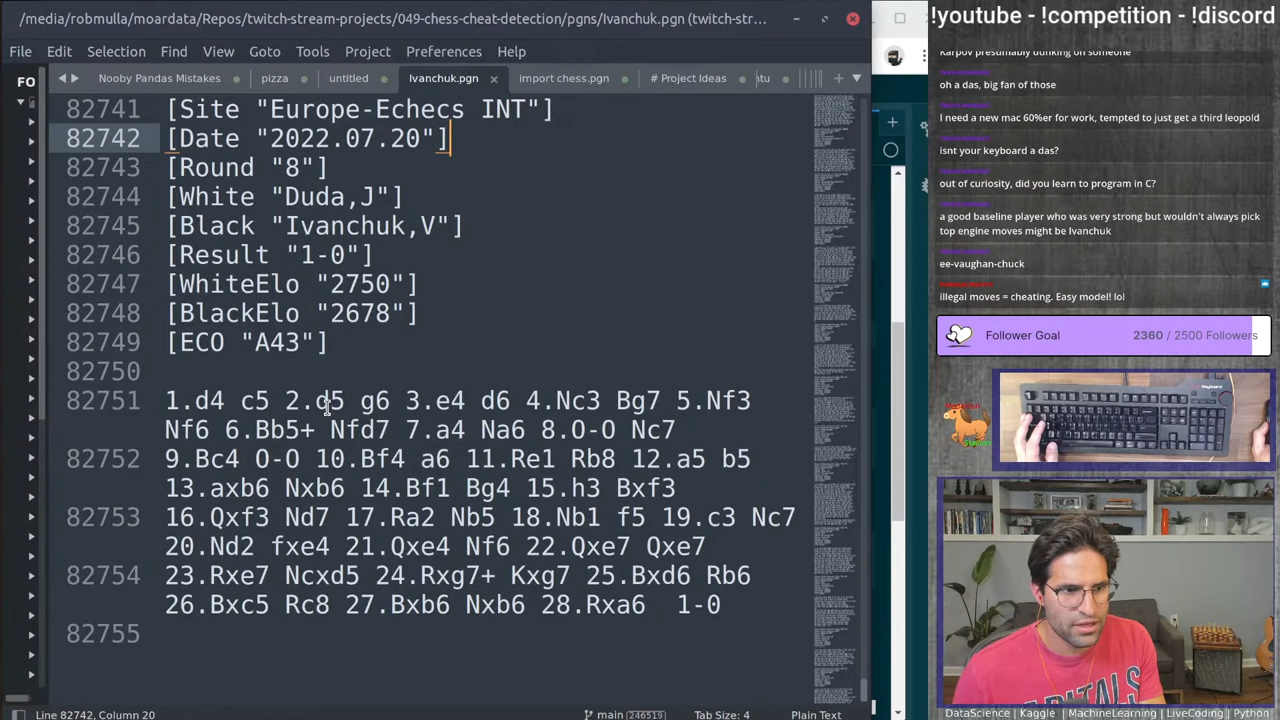 /media/robmulla/moardata/Repos/twitch-stream-projects/049-chess-cheat-detection/pgns/Ivanchuk.pgn (twitch-str...
File Edit Selection Find View Goto Tools Project Preferences Help
FO
Nooby Pandas Mistakes pizza untitled Ivanchuk.pgn import chess.pgn # Project Ideas
82741 [Site "Europe-Echecs INT"]
82742 [Date "2022.07.20"]
82743 [Round "8"]
82744 [White "Duda,J"]
82745 [Black "Ivanchuk,V"]
82746 [Result "1-0"]
82747 [WhiteElo "2750"]
82748 [BlackElo "2678"]
82749 [ECO "A43"]
82750
82751 1.d4 c5 2.d5 g6 3.e4 d6 4.Nc3 Bg7 5.Nf3
Nf6 6.Bb5+ Nfd7 7.a4 Na6 8.O-O Nc7
82752 9.Bc4 O-O 10.Bf4 a6 11.Re1 Rb8 12.a5 b5
13.axb6 Nxb6 14.Bf1 Bg4 15.h3 Bxf3
16.Qxf3 Nd7 17.Ra2 Nb5 18.Nb1 f5 19.c3 Nc7
20.Nd2 fxe4 21.Qxe4 Nf6 22.Qxe7 Qxe7
23.Rxe7 Ncxd5 24.Rxg7+ Kxg7 25.Bxd6 Rb6
26.Bxc5 Rc8 27.Bxb6 Nxb6 28.Rxa6 1-0
82755
Line 82742, Column 20 main 246519 Tab Size: 4 Plain Text
!youtube - !competition - !discord
Karpov presumably dunking on someone
oh a das, big fan of those
I need a new mac 60%er for work, tempted to just get a third leopold
isnt your keyboard a das?
out of curiosity, did you learn to program in C?
a good baseline player who was very strong but wouldn't always pick
top engine moves might be Ivanchuk
ee-vaughan-chuck
illegal moves = cheating. Easy model! lol
Follower Goal 2360 / 2500 Followers
Medallion
Stallion
DataScience | Kaggle | MachineLearning | LiveCoding | Python